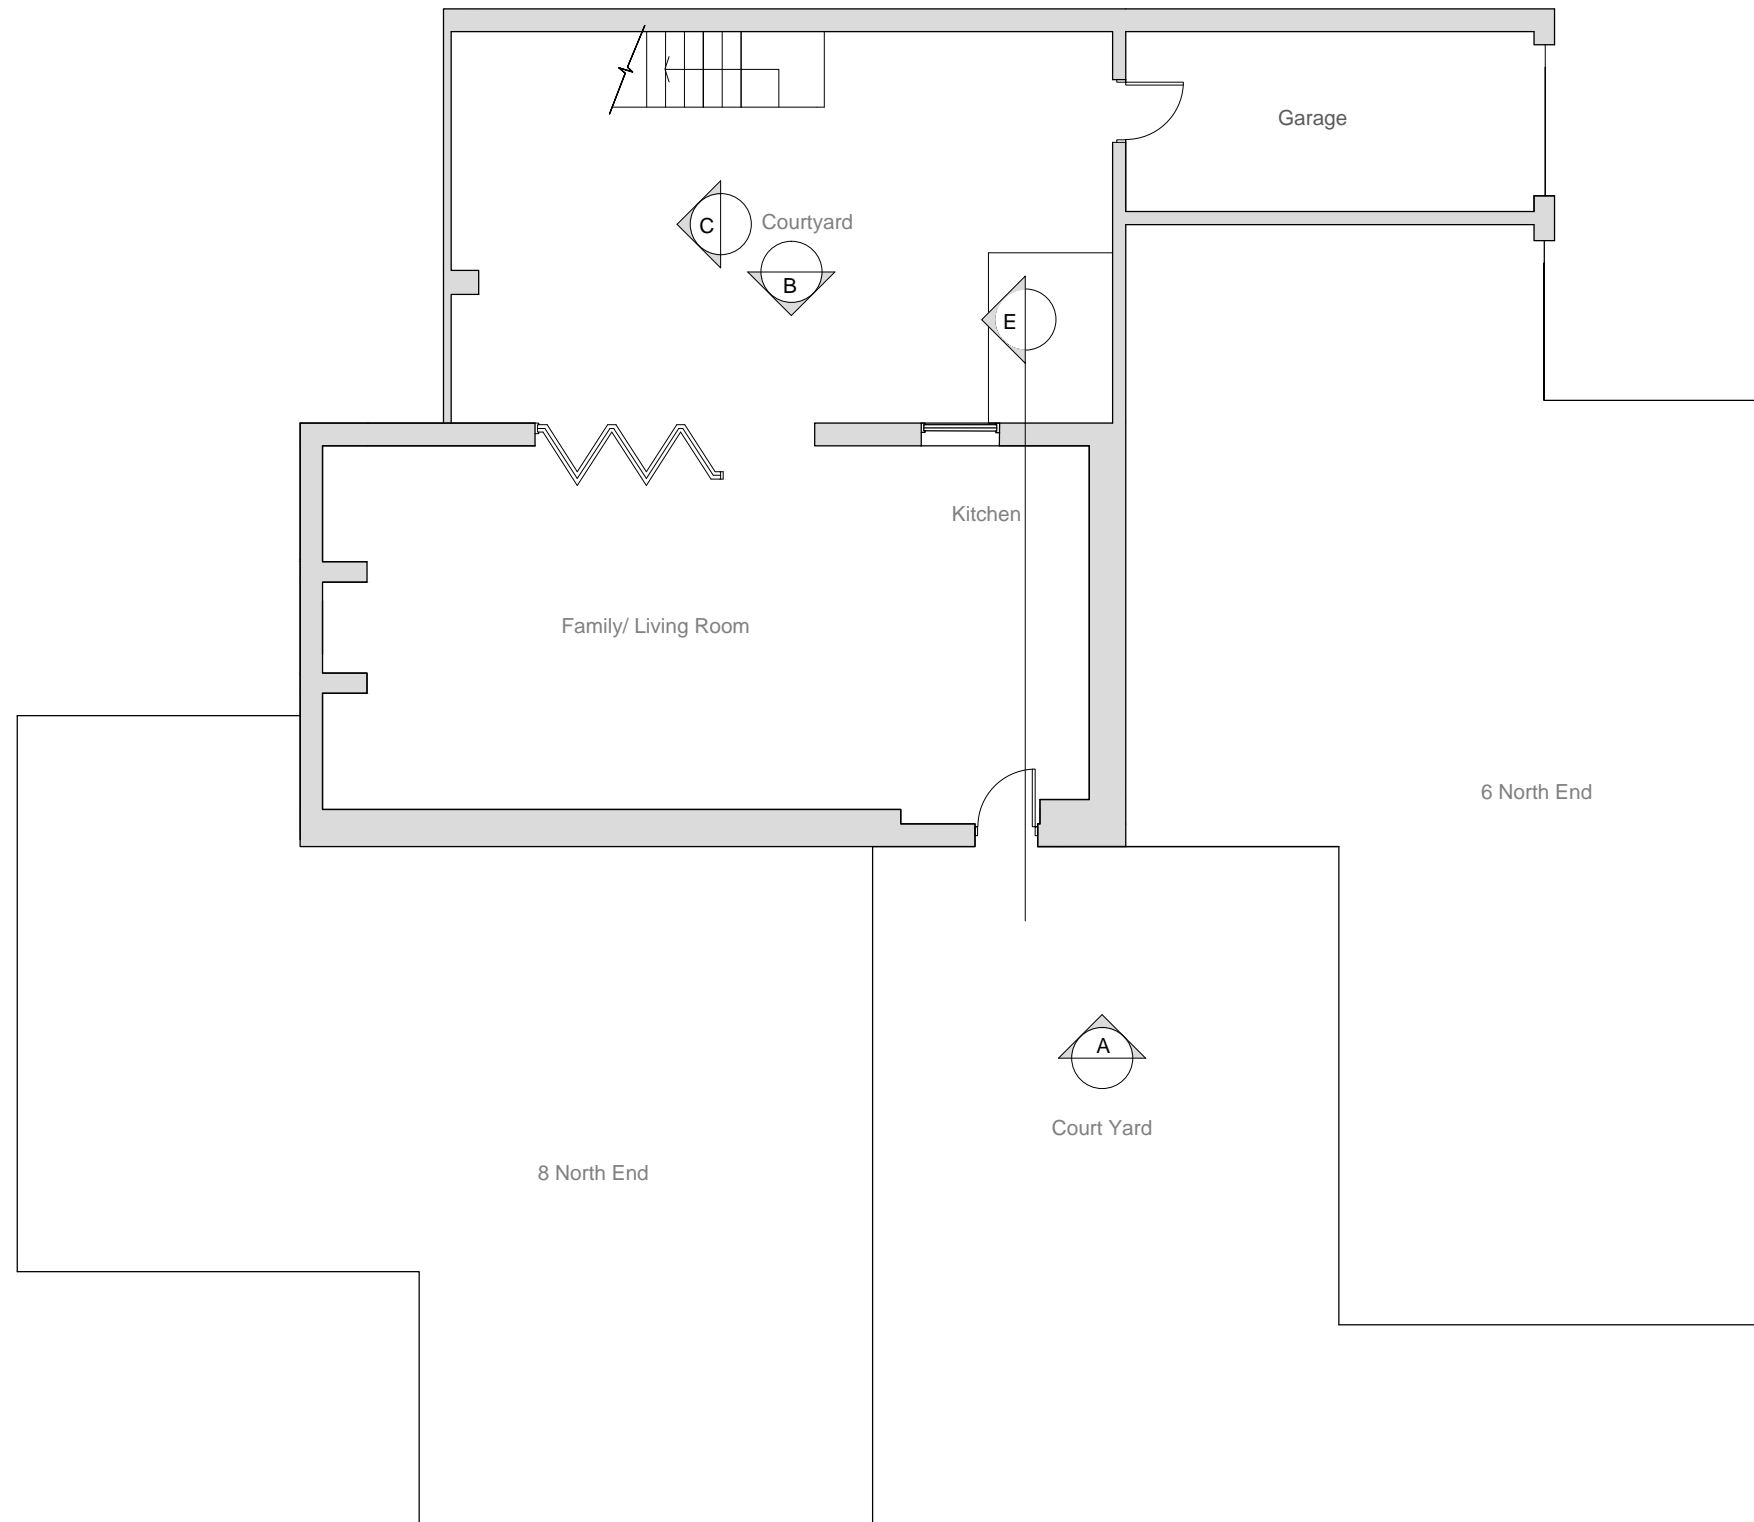 Garage
C
Courtyard
B
E
Kitchen
Family/ Living Room
6 North End
A
Court Yard
8 North End